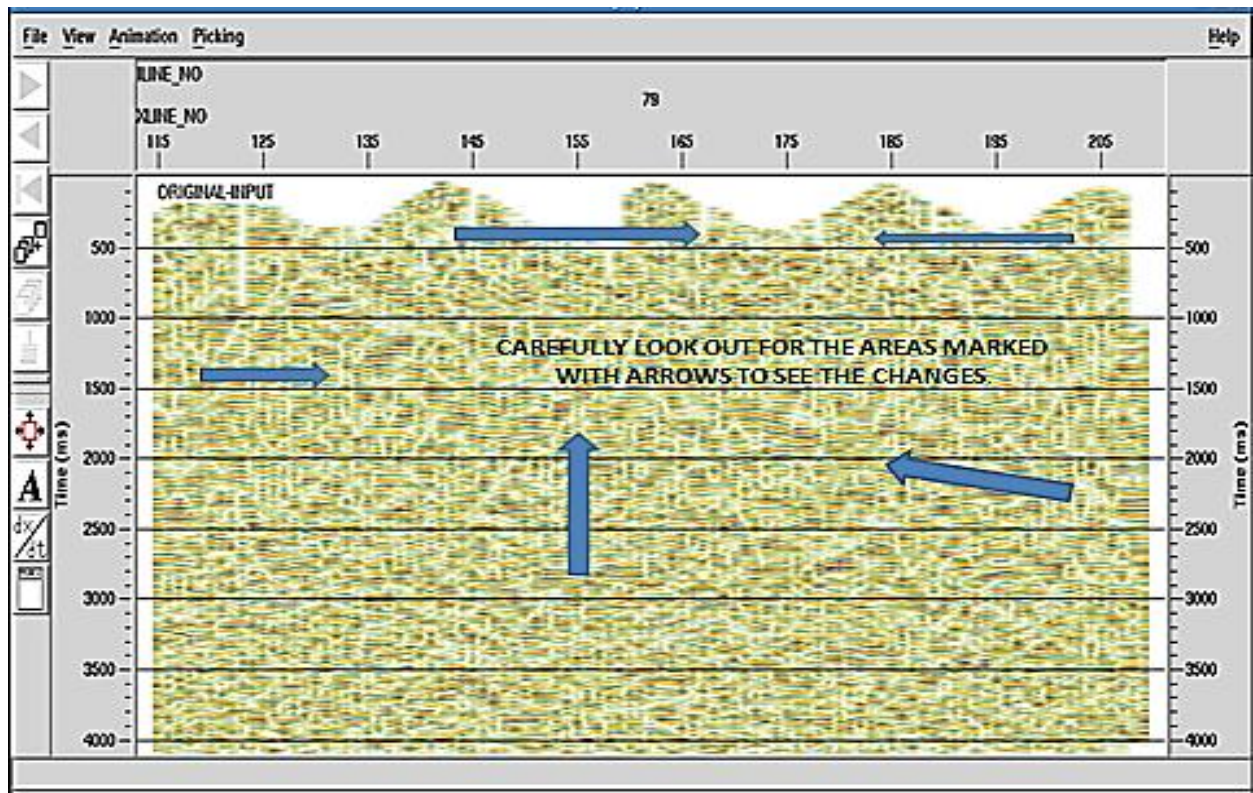 File View Animation Picking Help
ILINE_NO
79
XLINE_NO
115 125 135 145 155 165 175 185 195 205
ORIGINAL-INPUT
500 500
1000 1000
CAREFULLY LOOK OUT FOR THE AREAS MARKED
WITH ARROWS TO SEE THE CHANGES.
1500 1500
2000 2000
Time (ms) Time (ms)
A
2500 2500
dx/dt
3000 3000
3500 3500
4000 4000